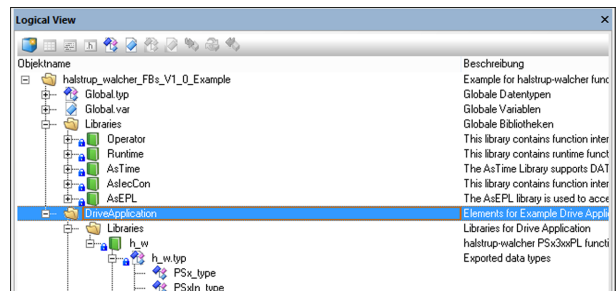 Logical View
Objektname Beschreibung
halstrup_walcher_FBs_V1_0_Example Example for halstrup-walcher func
Global.typ Globale Datentypen
Global.var Globale Variablen
Libraries Globale Bibliotheken
Operator This library contains function inter
Runtime This library contains runtime funct
AsTime The AsTime Library supports DAT
AsIecCon This library contains function inter
AsEPL The AsEPL library is used to acce
DriveApplication Elements for Example Drive Applic
Libraries Libraries for Drive Application
h_w halstrup-walcher PSx3xxPL functi
h_w.typ Exported data types
PSx_type
PSxIn_type